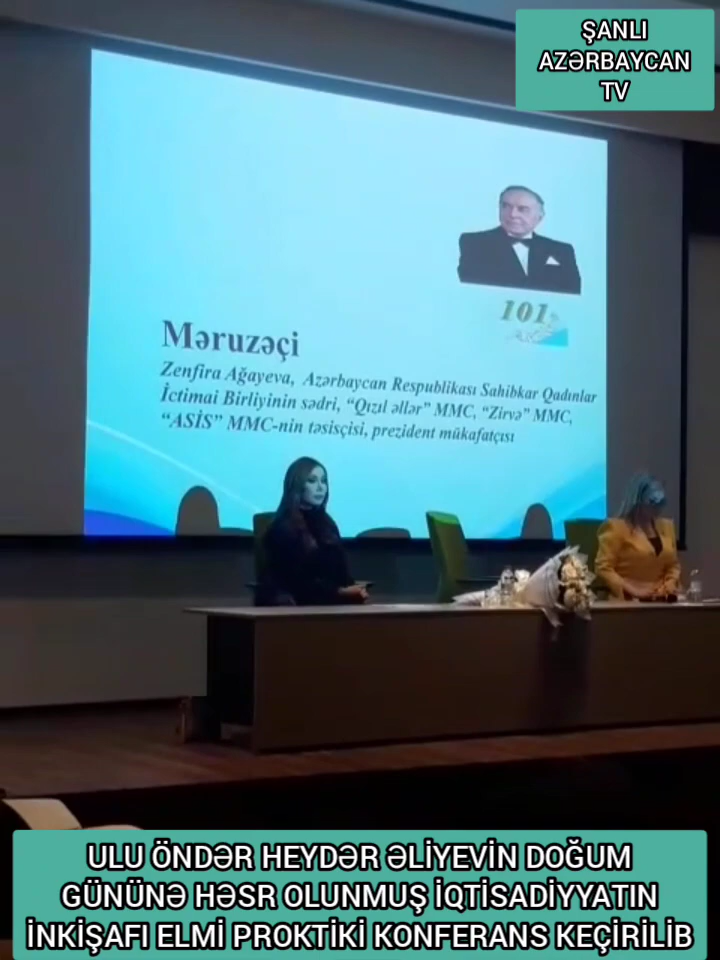 ŞANLI
AZƏRBAYCAN
TV
101
Məruzəçi
Zenfira Ağayeva, Azərbaycan Respublikası Sahibkar Qadınlar
İctimai Birliyinin sədri, “Qızıl əllər” MMC, “Zirvə” MMC,
“ASİS” MMC-nin təsisçisi, prezident mükafatçısı
ULU ÖNDƏR HEYDƏR ƏLİYEVİN DOĞUM
GÜNÜNƏ HƏSR OLUNMUŞ İQTİSADİYYATIN
İNKİŞAFI ELMİ PROKTİKİ KONFERANS KEÇİRİLİB